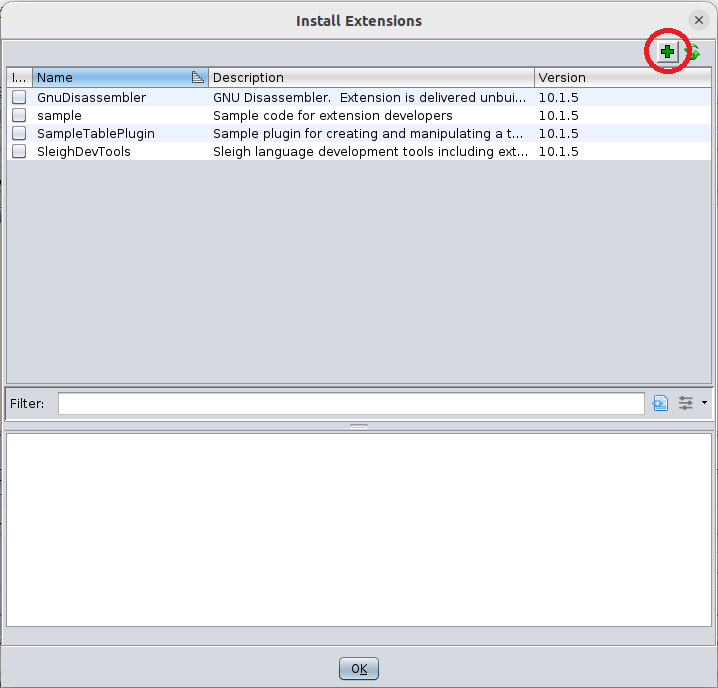 Install Extensions
I... Name Description Version
GnuDisassembler GNU Disassembler. Extension is delivered unbui... 10.1.5
sample Sample code for extension developers 10.1.5
SampleTablePlugin Sample plugin for creating and manipulating a t... 10.1.5
SleighDevTools Sleigh language development tools including ext... 10.1.5
Filter:
OK